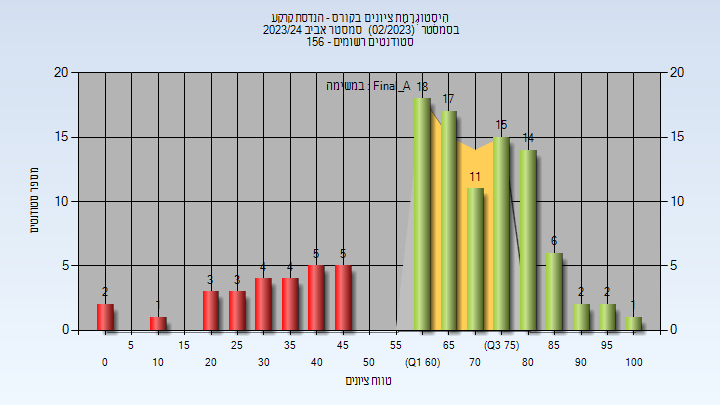 היסטוגרמת ציונים בקורס - הנדסת קרקע
בסמסטר (02/2023) סמסטר אביב 2023/24
סטודנטים רשומים - 156
במשימה : Final_A
20 20
15 15
10 10
5 5
0 0
מספר סטודנטים
2 1 3 3 4 4 5 5 18 17 11 15 14 6 2 2 1
5 15 25 35 45 55 65 (Q3 75) 85 95
0 10 20 30 40 50 (Q1 60) 70 80 90 100
טווח ציונים